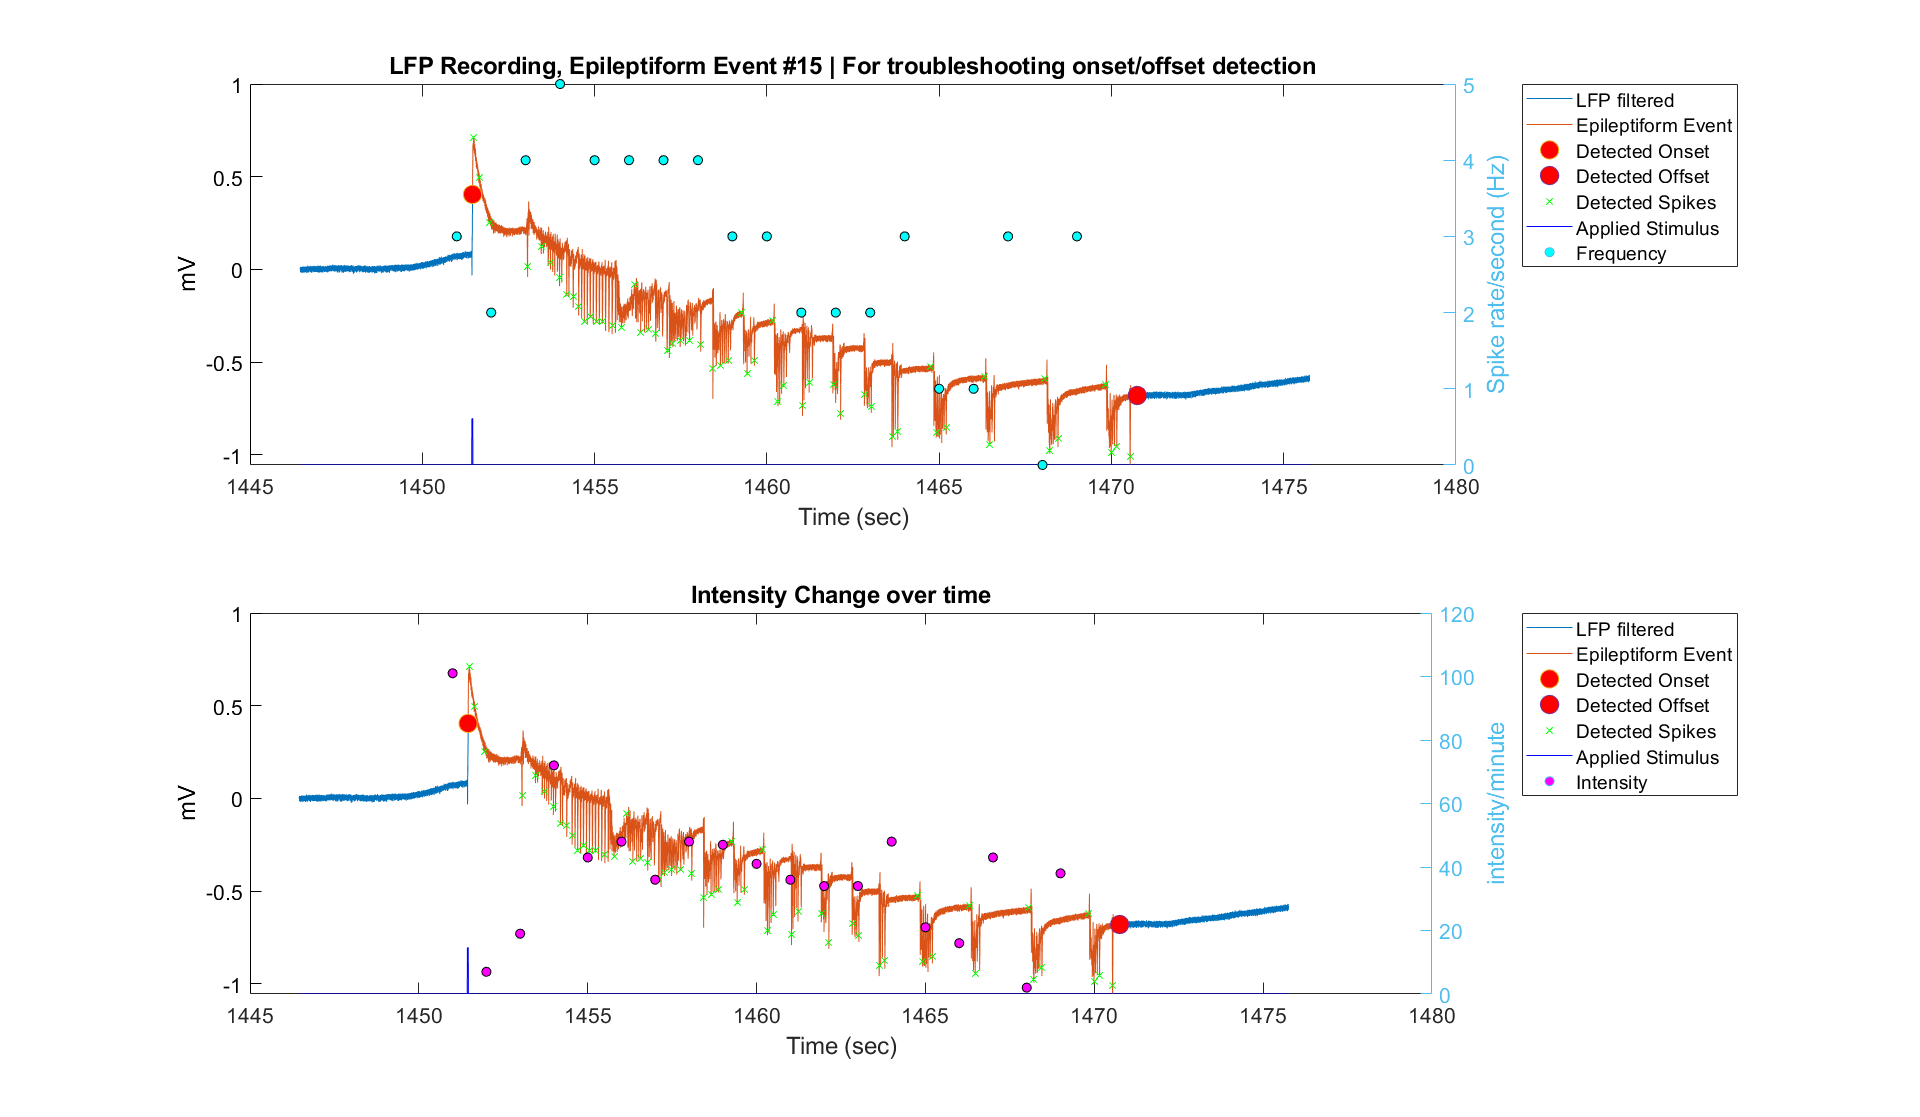 LFP Recording, Epileptiform Event #15 | For troubleshooting onset/offset detection
1
0.5
0
-0.5
-1
mV
5
4
3
2
1
0
Spike rate/second (Hz)
1445 1450 1455 1460 1465 1470 1475 1480
Time (sec)
LFP filtered
Epileptiform Event
Detected Onset
Detected Offset
Detected Spikes
Applied Stimulus
Frequency
Intensity Change over time
1
0.5
0
-0.5
-1
mV
120
100
80
60
40
20
0
intensity/minute
1445 1450 1455 1460 1465 1470 1475 1480
Time (sec)
LFP filtered
Epileptiform Event
Detected Onset
Detected Offset
Detected Spikes
Applied Stimulus
Intensity